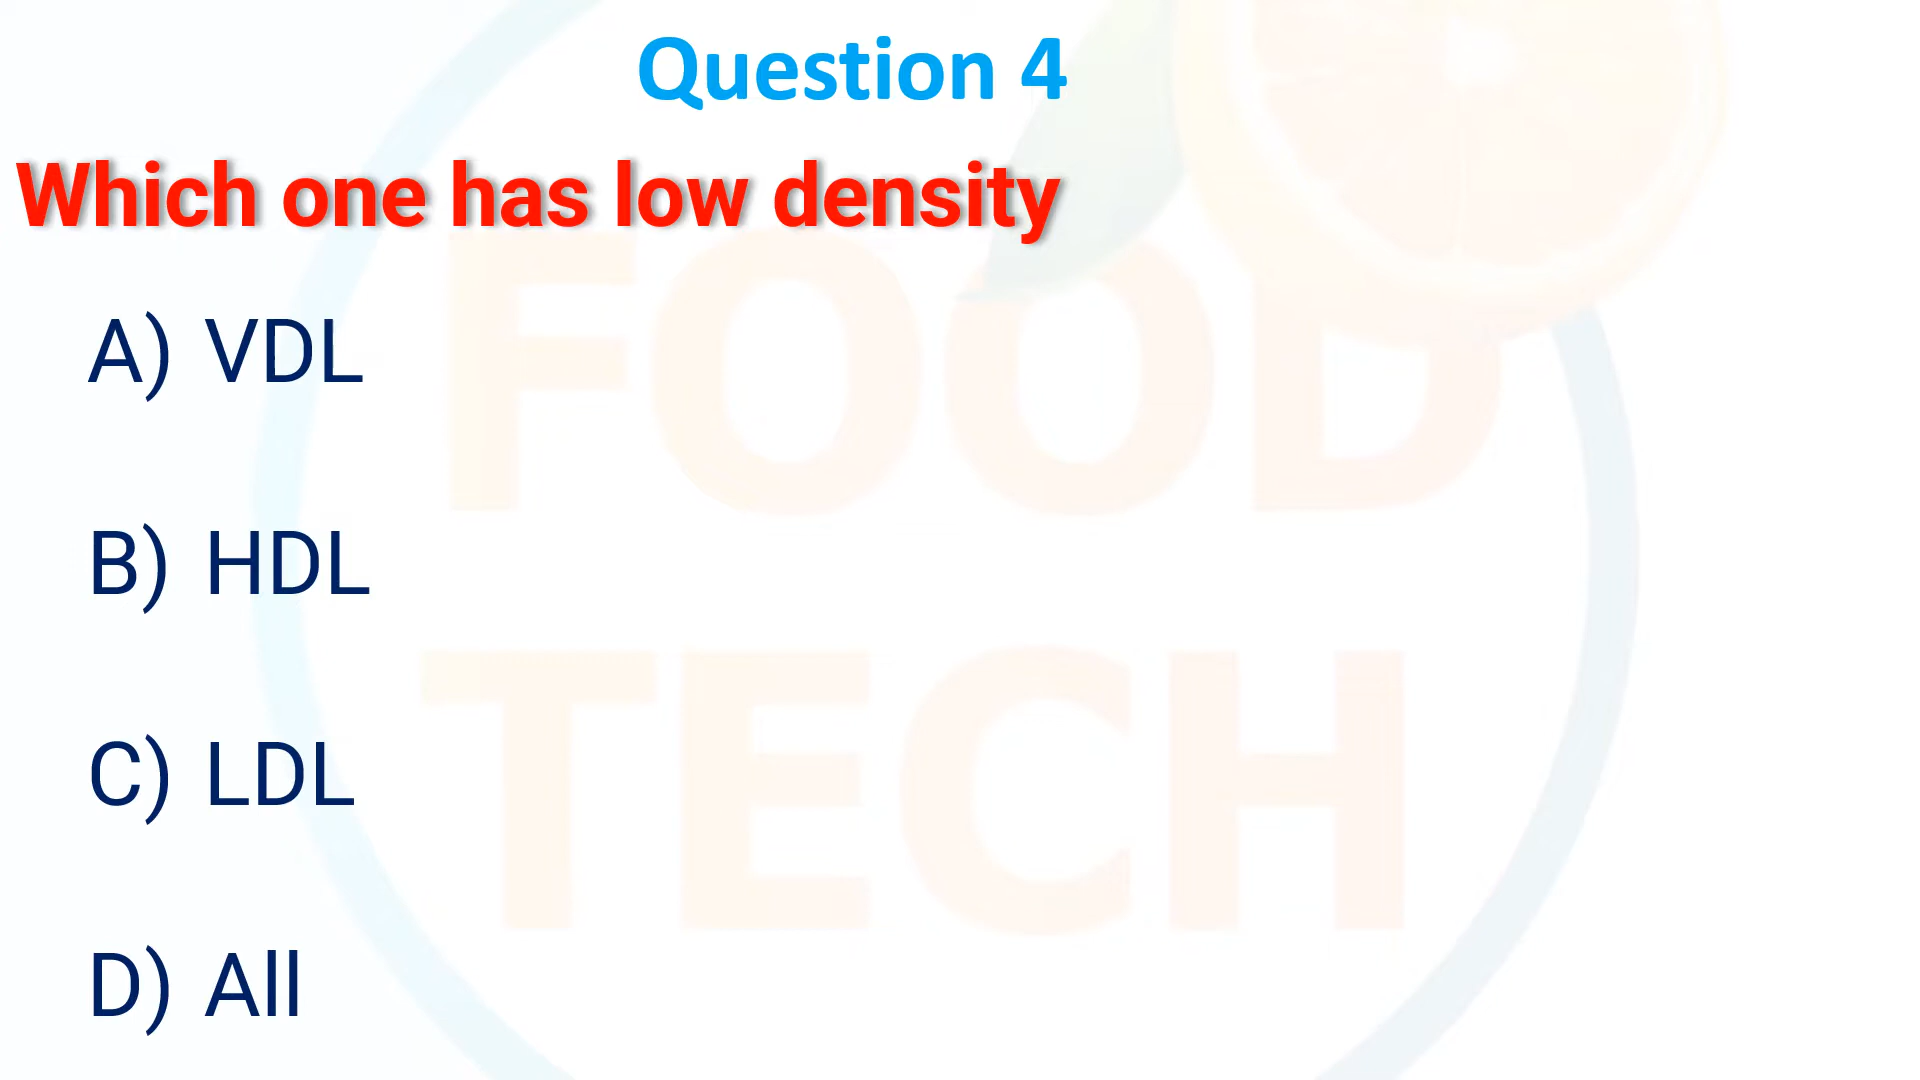 Question 4
Which one has low density
A) VDL
B) HDL
C) LDL
D) All
FOOD
TECH